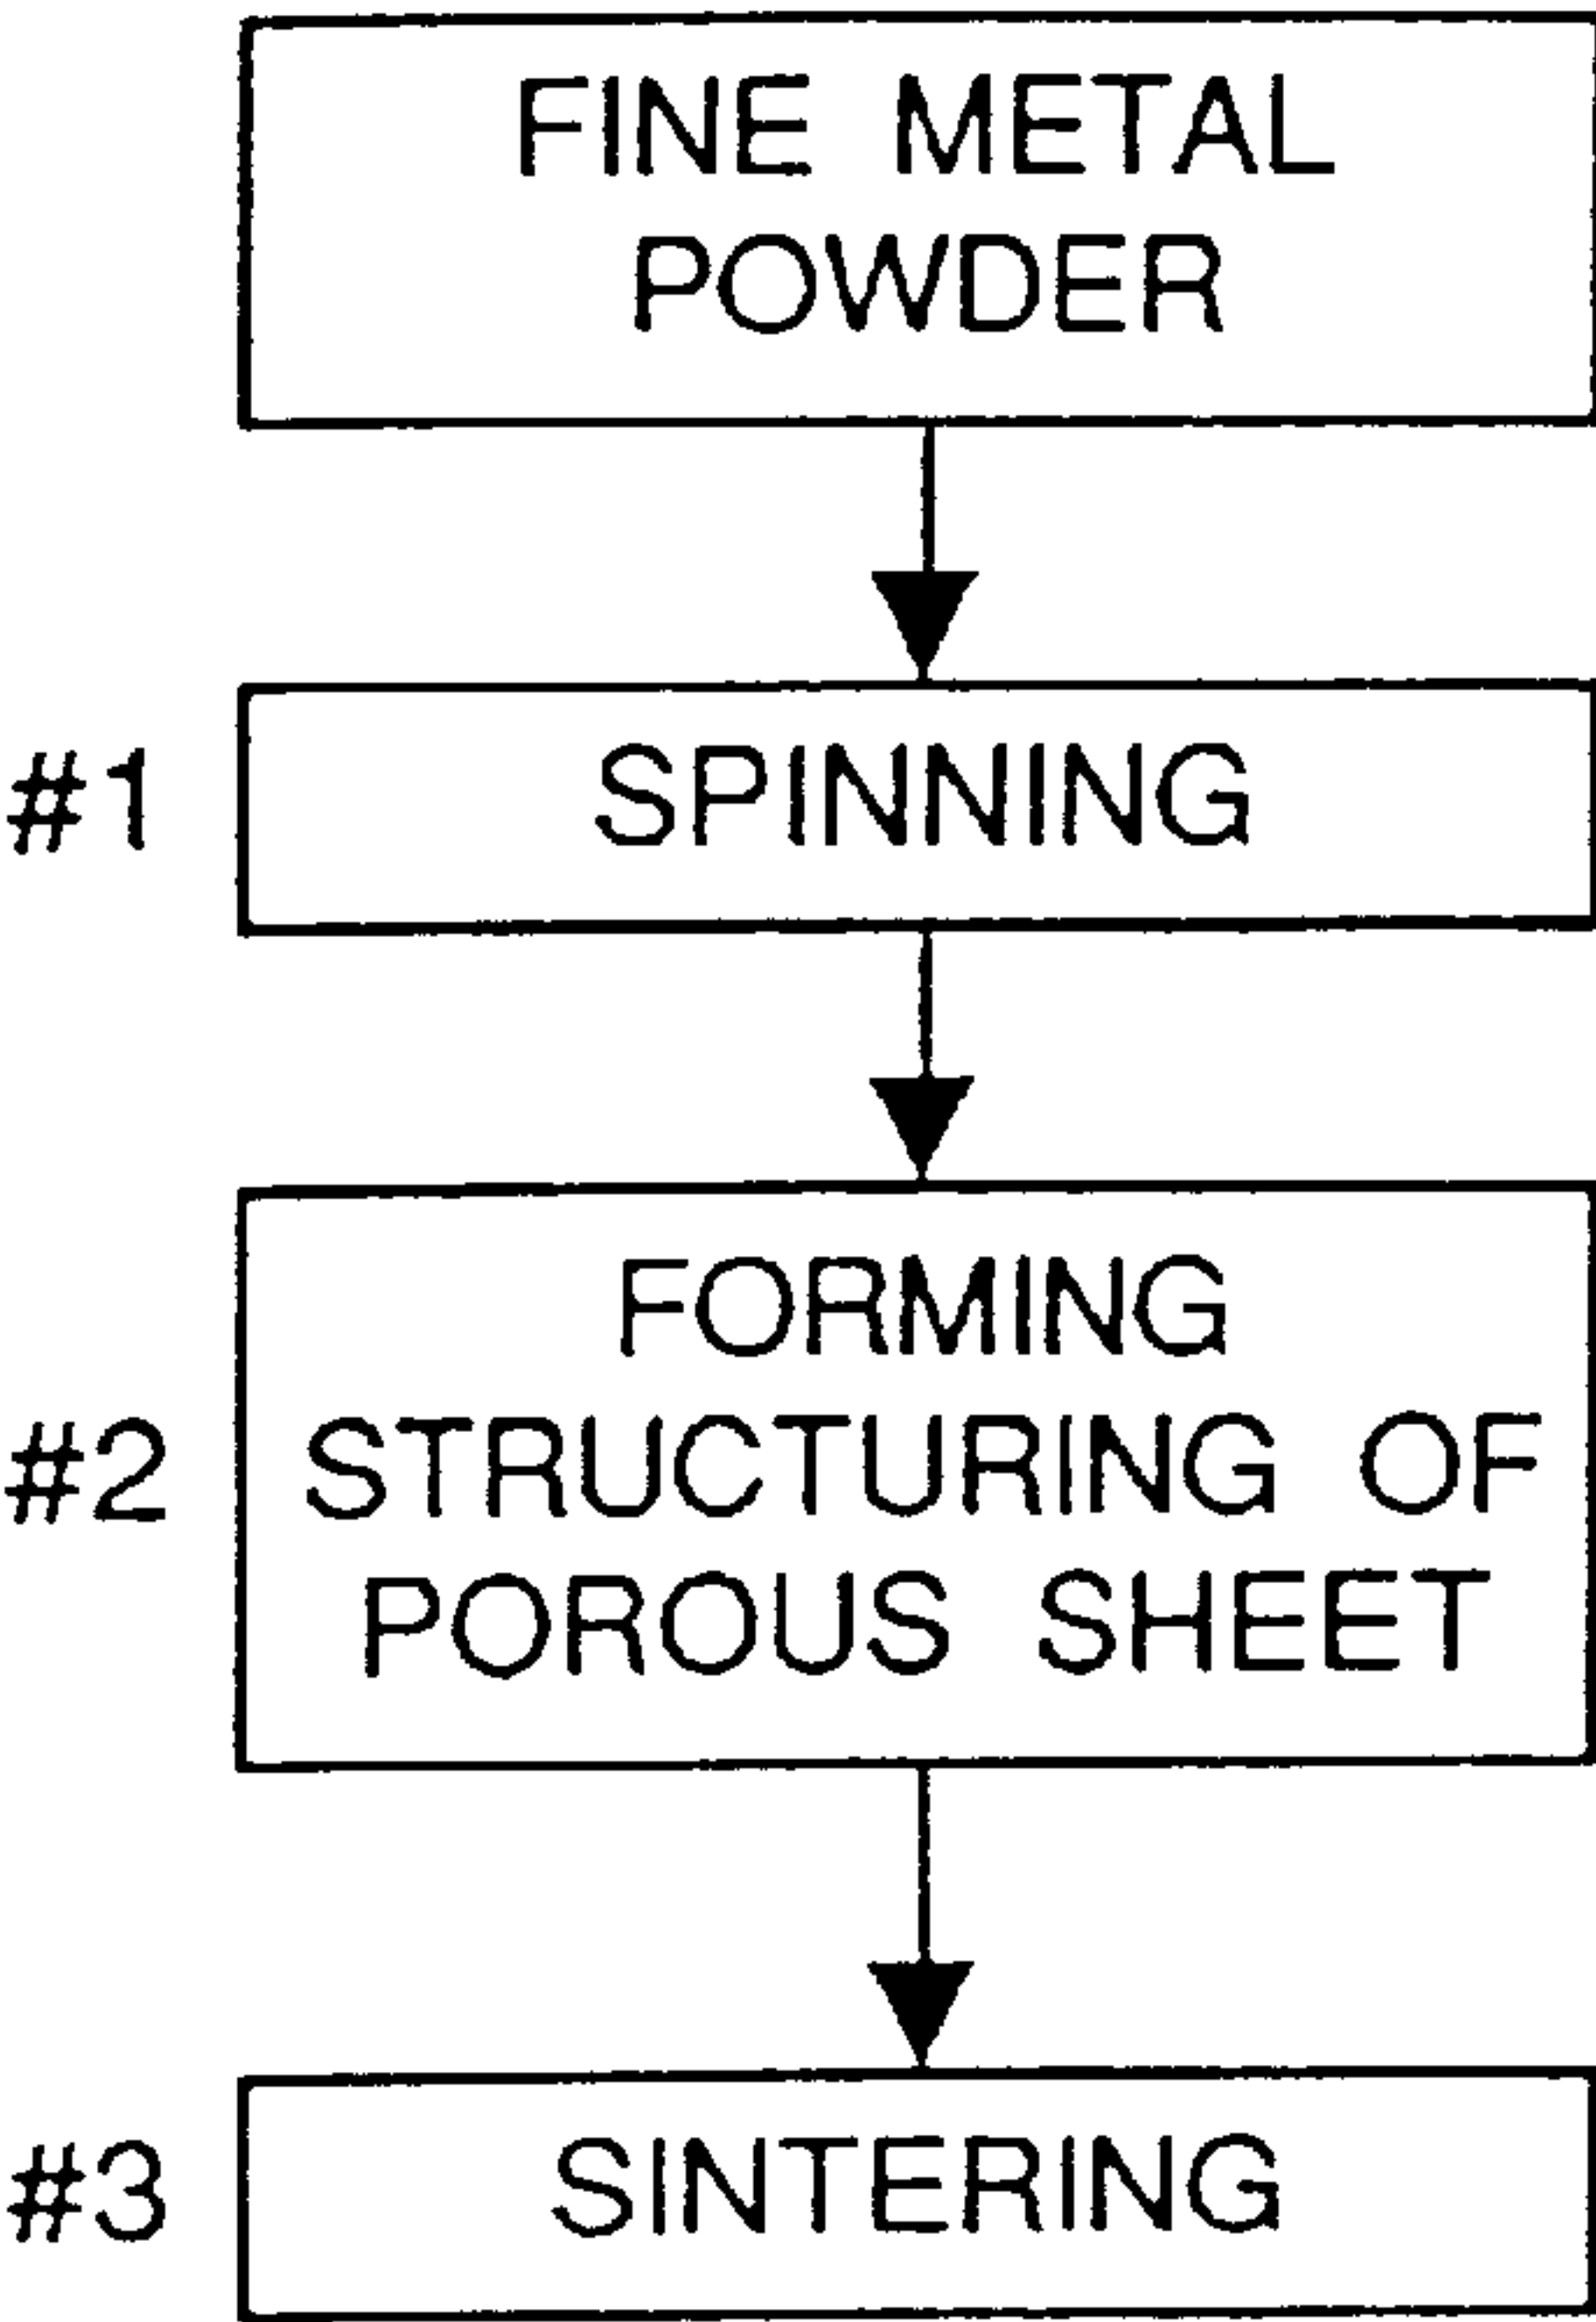 FINE METAL
POWDER
#1 SPINNING
FORMING
#2 STRUCTURING OF
POROUS SHEET
#3 SINTERING